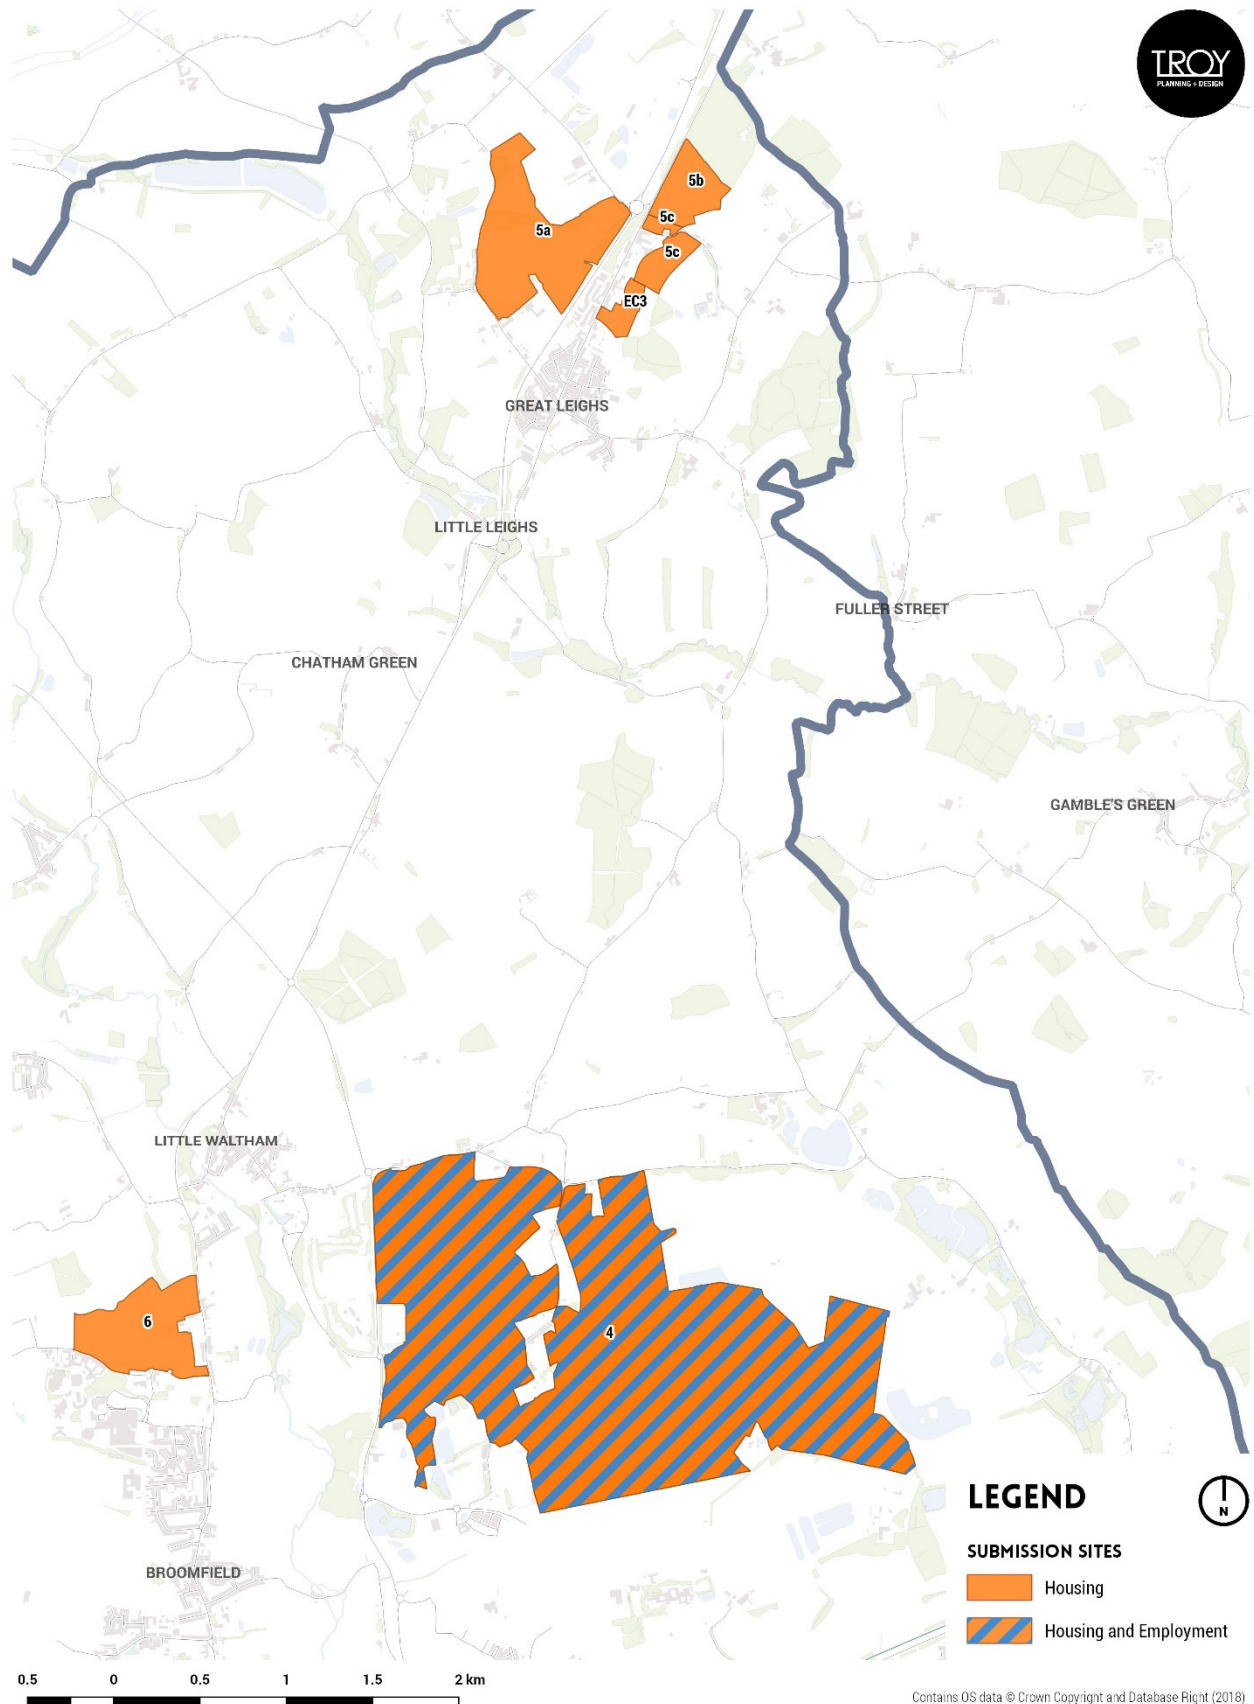 TROY
PLANNING + DESIGN
5b
5c
5a
5c
EC3
GREAT LEIGHS
LITTLE LEIGHS
FULLER STREET
CHATHAM GREEN
GAMBLE'S GREEN
LITTLE WALTHAM
6
4
BROOMFIELD
LEGEND
N
SUBMISSION SITES
Housing
Housing and Employment
0.5 0 0.5 1 1.5 2 km
Contains OS data © Crown Copyright and Database Right (2018)